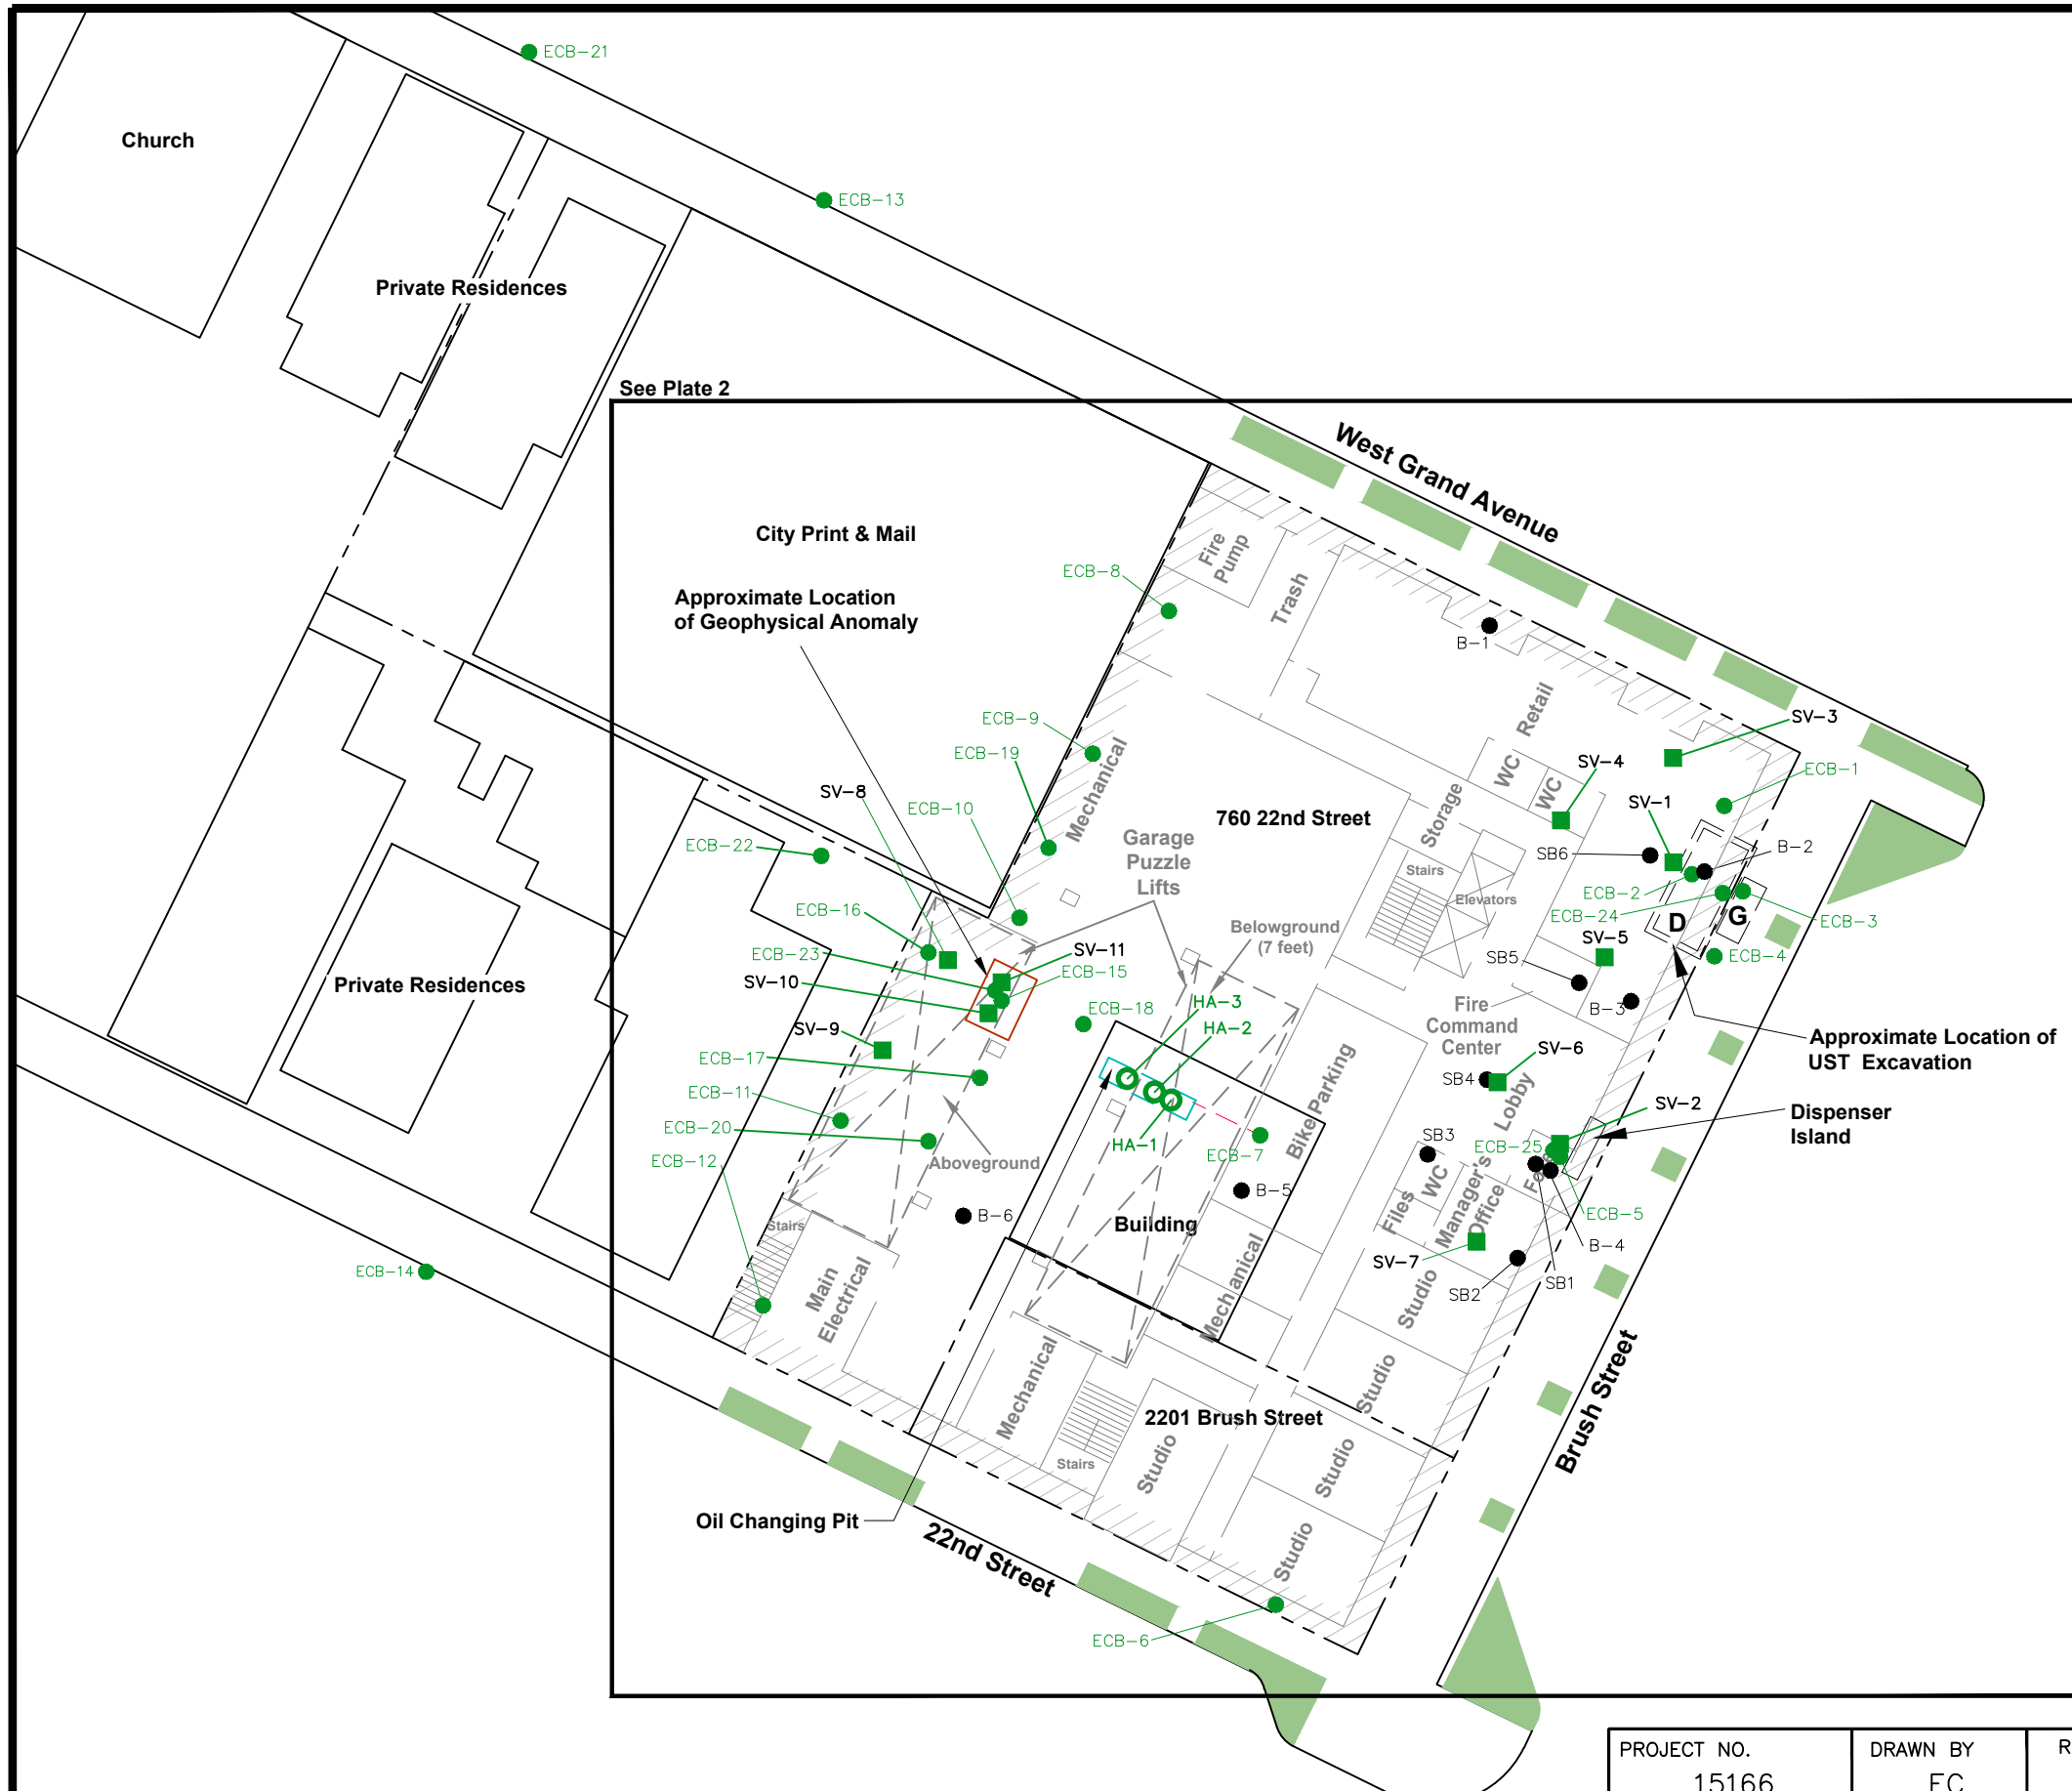 ECB-21
Church
ECB-13
Private Residences
See Plate 2
West Grand Avenue
City Print & Mail
Fire
Pump
ECB-8
Trash
Approximate Location
of Geophysical Anomaly
B-1
ECB-9
Retail
SV-3
ECB-19
Mechanical
WC
SV-4
ECB-1
SV-8
WC
ECB-10
Storage
SV-1
760 22nd Street
Garage
Puzzle
Lifts
ECB-22
SB6
B-2
Stairs
ECB-2
Elevators
ECB-16
ECB-24
D
G
ECB-3
Belowground
(7 feet)
SV-5
ECB-23
SV-11
ECB-15
SB5
ECB-4
SV-10
Private Residences
HA-3
B-3
Fire
Command
Center
ECB-18
HA-2
SV-9
Approximate Location of
UST Excavation
SV-6
ECB-17
SB4
Lobby
ECB-11
Bike Parking
SV-2
Dispenser
Island
ECB-20
HA-1
SB3
ECB-25
ECB-7
ECB-12
Aboveground
WC
Manager's
Office
Files
B-5
ECB-5
B-6
Stairs
Building
B-4
SV-7
ECB-14
Main
Electrical
Mechanical
Studio
SB2
SB1
Mechanical
Studio
Brush Street
2201 Brush Street
Stairs
Studio
Studio
Oil Changing Pit
22nd Street
Studio
ECB-6
PROJECT NO.
15166
DRAWN BY
EC
R